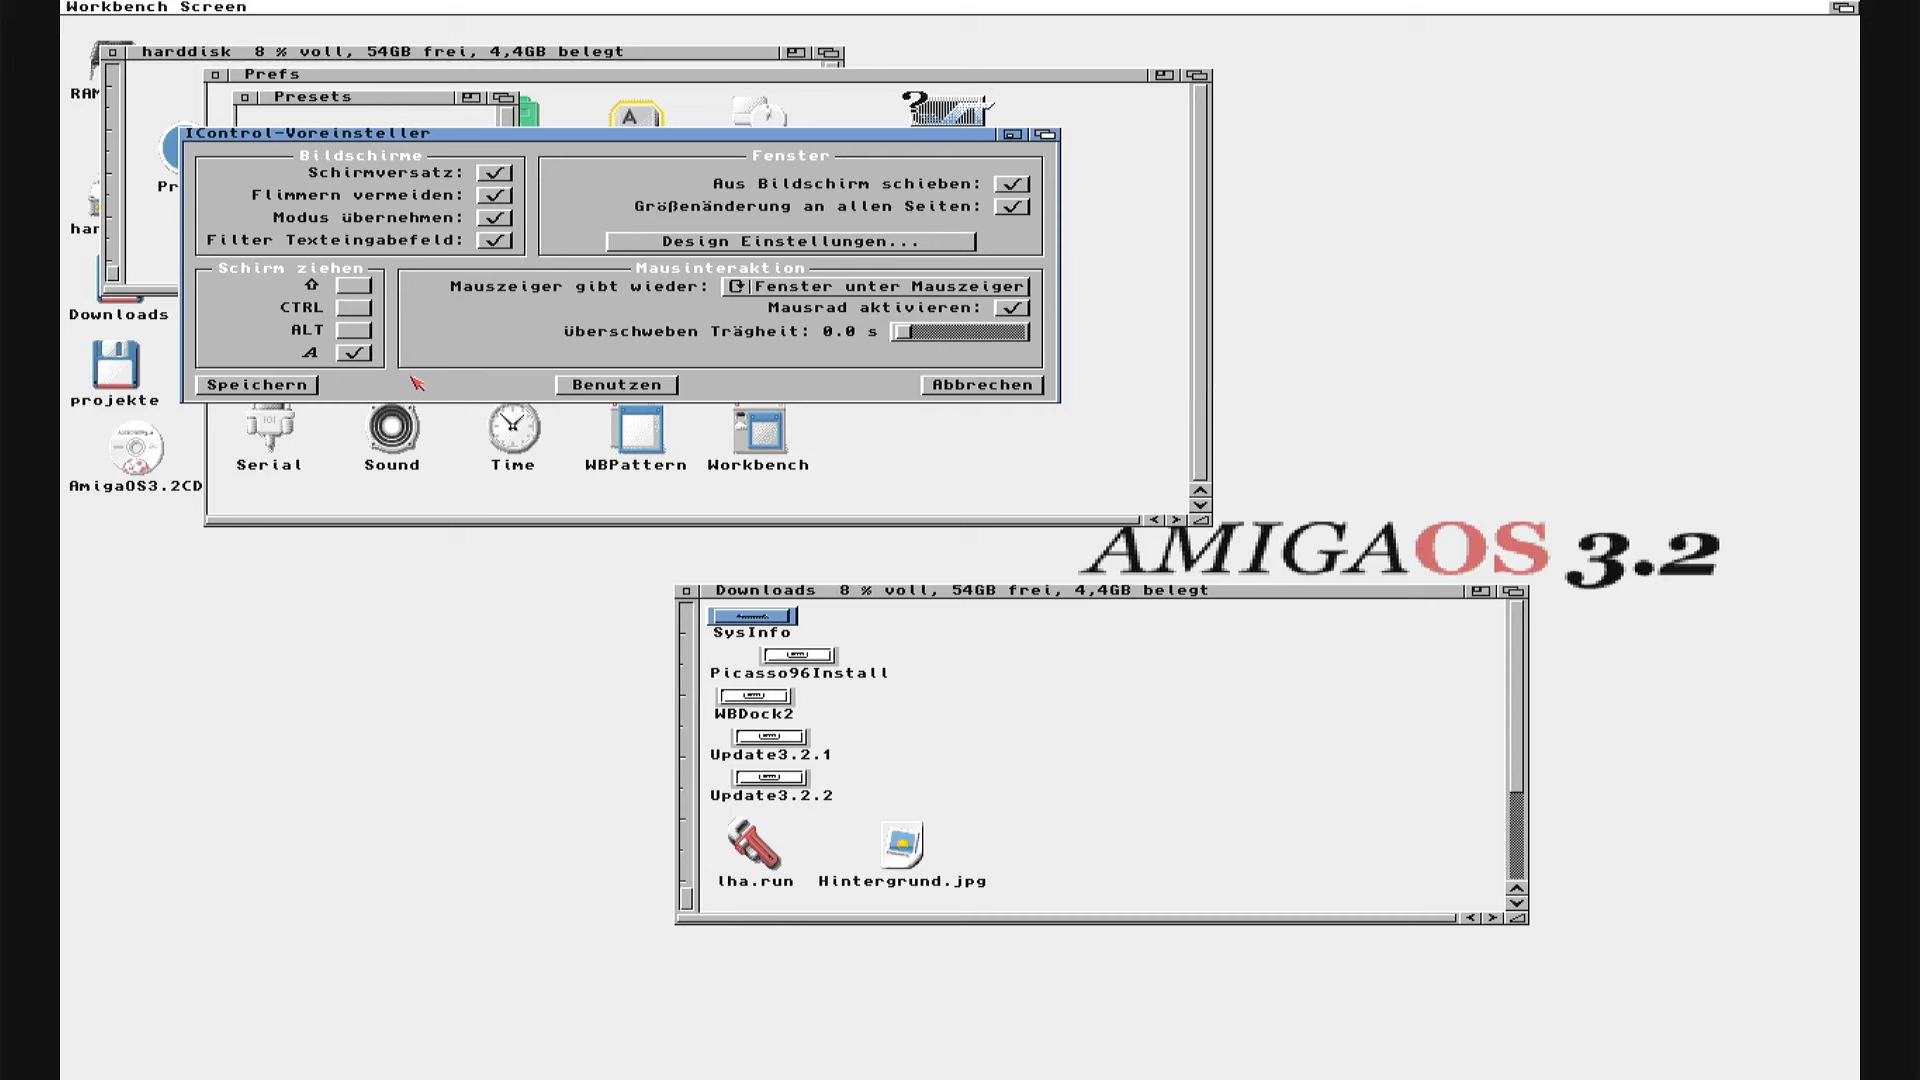 Workbench Screen
harddisk 8 % voll, 54GB frei, 4,4GB belegt
Prefs
Presets
RAM
A
?
IControl-Voreinsteller
Bildschirme
Schirmversatz:
Flimmern vermeiden:
Modus übernehmen:
Filter Texteingabefeld:
Fenster
Aus Bildschirm schieben:
Größenänderung an allen Seiten:
Design Einstellungen...
Schirm ziehen
CTRL
ALT
A
Mausinteraktion
Mauszeiger gibt wieder: Fenster unter Mauszeiger
Mausrad aktivieren:
Überschweben Trägheit: 0.0 s
Speichern
Benutzen
Abbrechen
Pr
har
Downloads
projekte
AmigaOS3.2CD
Serial
Sound
Time
WBPattern
Workbench
AMIGAOS 3.2
Downloads 8 % voll, 54GB frei, 4,4GB belegt
SysInfo
Picasso96Install
WBDock2
Update3.2.1
Update3.2.2
lha.run
Hintergrund.jpg